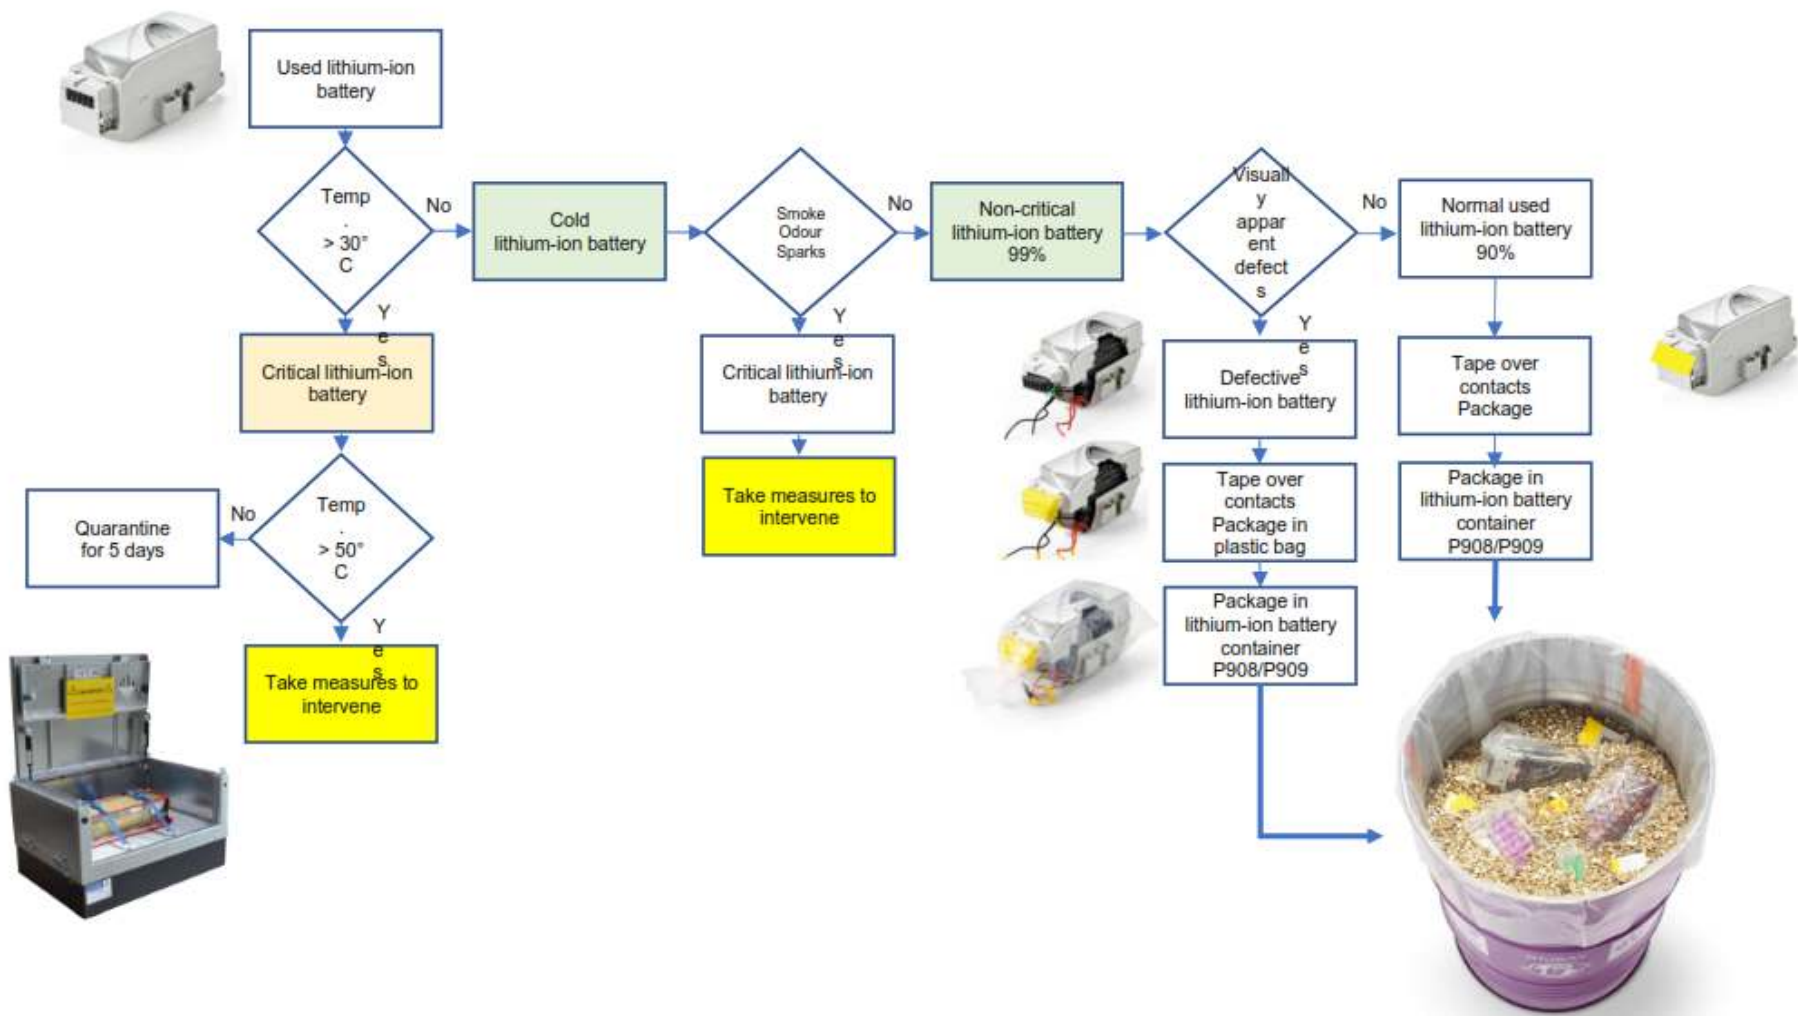 Used lithium-ion
battery
Temp
.
> 30°
C
No
Cold
lithium-ion battery
Smoke
Odour
Sparks
No
Non-critical
lithium-ion battery
99%
Visuall
y
appar
ent
defect
s
No
Normal used
lithium-ion battery
90%
Y
e
s
Critical lithium-ion
battery
Y
e
s
Critical lithium-ion
battery
Y
e
s
Defective
lithium-ion battery
Tape over
contacts
Package
Temp
.
> 50°
C
No
Quarantine
for 5 days
Take measures to
intervene
Tape over
contacts
Package in
plastic bag
Package in
lithium-ion battery
container
P908/P909
Y
e
s
Take measures to
intervene
Package in
lithium-ion battery
container
P908/P909